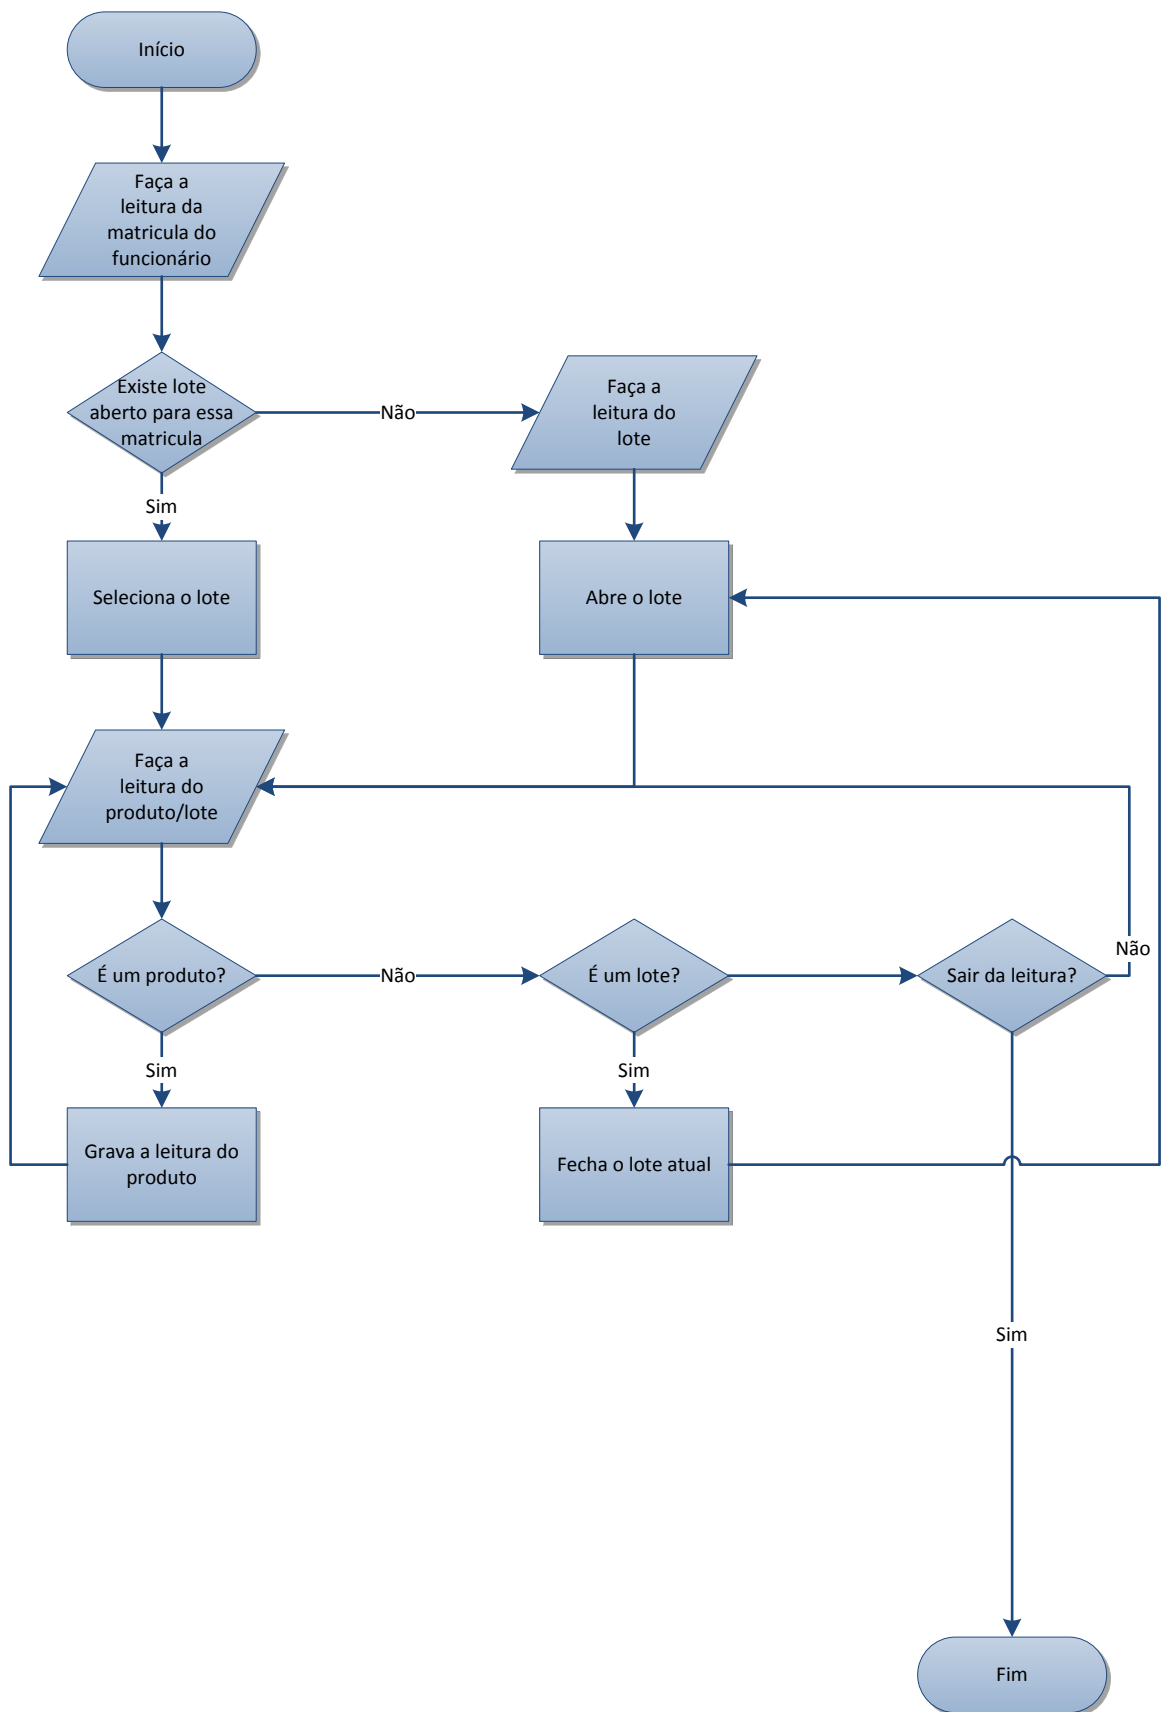 Início
Faça a
leitura da
matricula do
funcionário
Existe lote
aberto para essa
matricula
Não
Faça a
leitura do
lote
Sim
Seleciona o lote
Abre o lote
Faça a
leitura do
produto/lote
É um produto?
Não
É um lote?
Sair da leitura?
Não
Sim
Sim
Grava a leitura do
produto
Fecha o lote atual
Sim
Fim